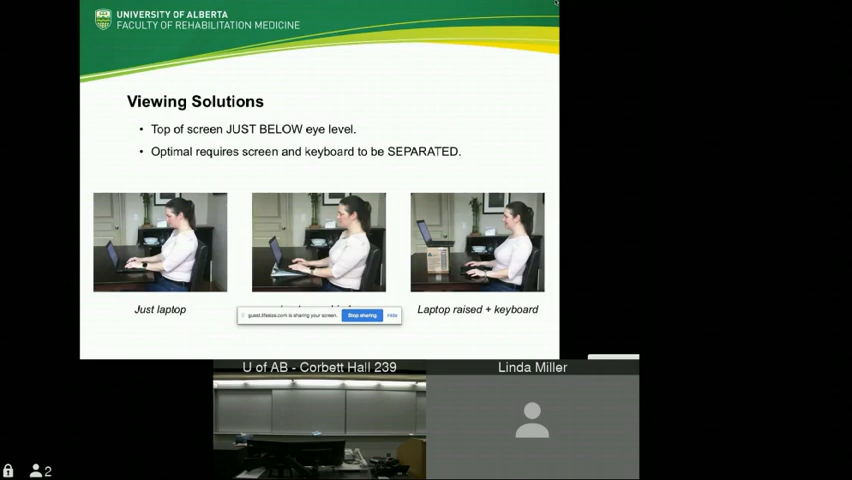 UNIVERSITY OF ALBERTA
FACULTY OF REHABILITATION MEDICINE
Viewing Solutions
• Top of screen JUST BELOW eye level.
• Optimal requires screen and keyboard to be SEPARATED.
Just laptop
Laptop raised + keyboard
guest.lifesize.com is sharing your screen.
Stop sharing
Hide
U of AB - Corbett Hall 239
Linda Miller
2